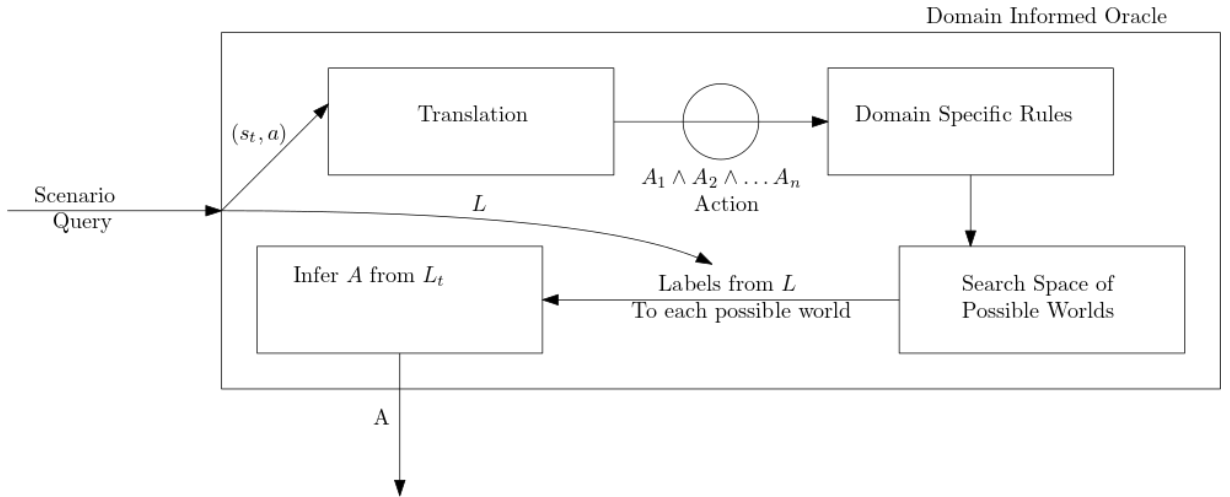 Domain Informed Oracle
Translation
Domain Specific Rules
(s_t, a)
A_1 ∧ A_2 ∧ … A_n
Action
Scenario
Query
L
Infer A from L_t
Labels from L
To each possible world
Search Space of
Possible Worlds
A